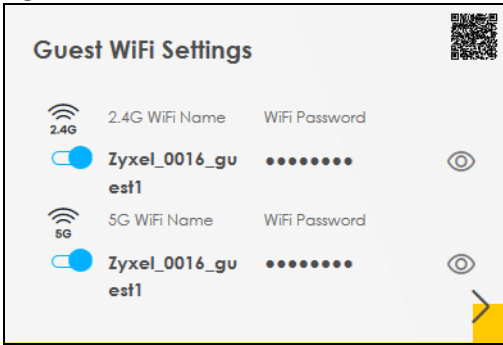 Guest WiFi Settings
2.4G
2.4G WiFi Name WiFi Password
Zyxel_0016_gu ●●●●●●●●
est1
5G
5G WiFi Name WiFi Password
Zyxel_0016_gu ●●●●●●●●
est1